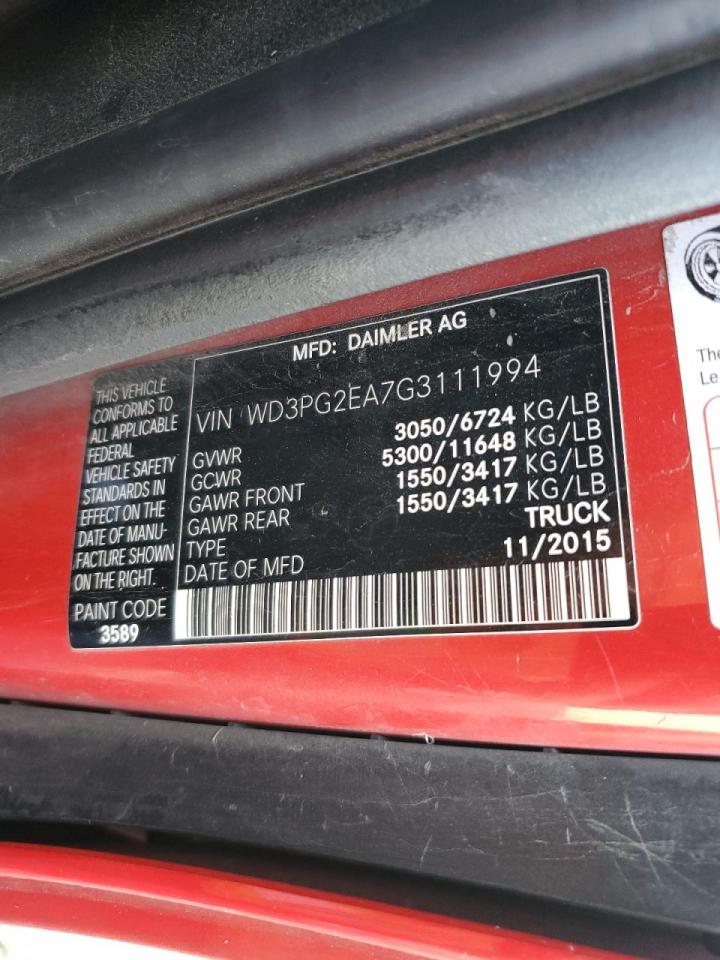 MFD: DAIMLER AG
VIN WD3PG2EA7G3111994
GVWR 3050/6724 KG/LB
GCWR 5300/11648 KG/LB
GAWR FRONT 1550/3417 KG/LB
GAWR REAR 1550/3417 KG/LB
TYPE TRUCK
DATE OF MFD 11/2015
THIS VEHICLE
CONFORMS TO
ALL APPLICABLE
FEDERAL
VEHICLE SAFETY
STANDARDS IN
EFFECT ON THE
DATE OF MANU-
FACTURE SHOWN
ON THE RIGHT.
PAINT CODE
3589
The
Le